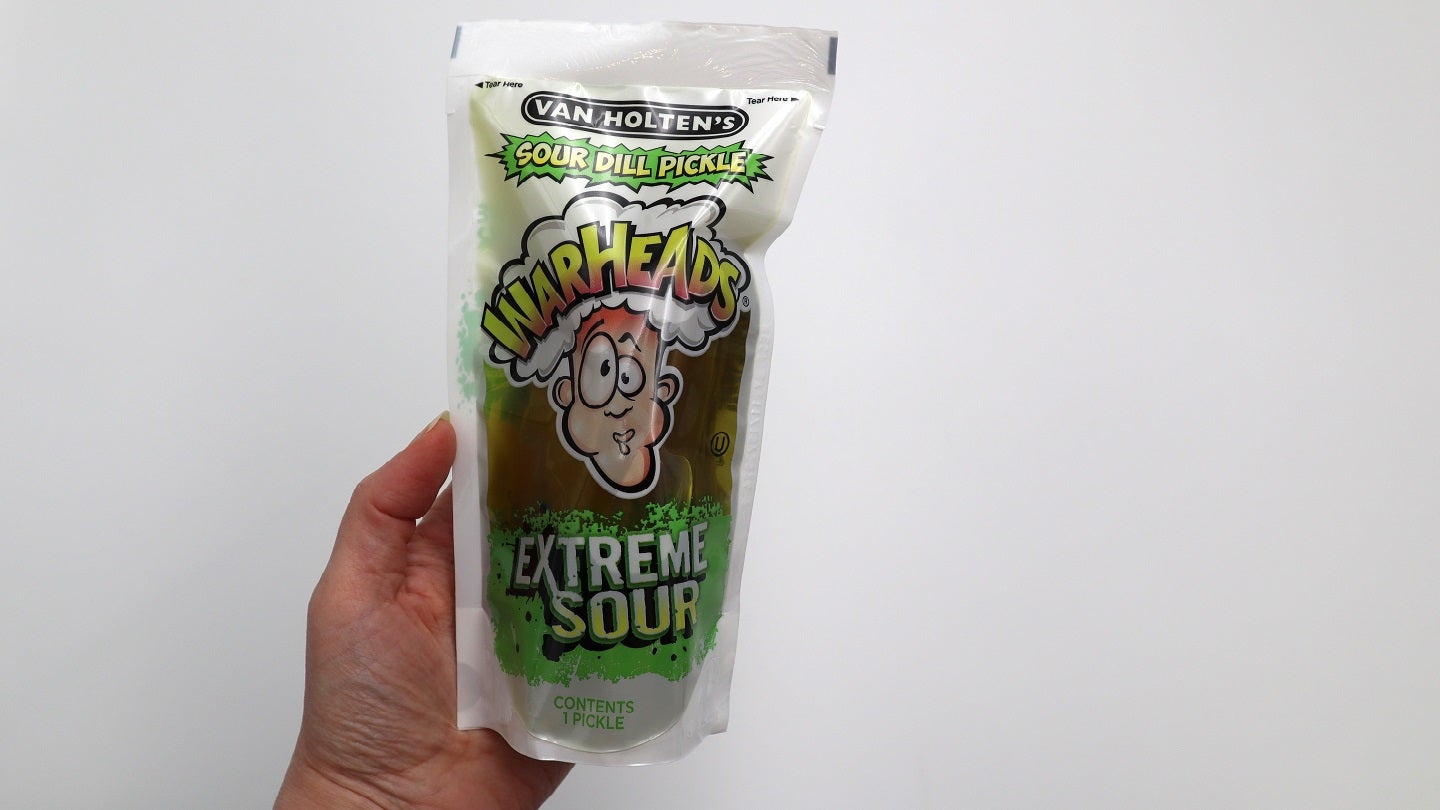 Tear Here
Tear Here
VAN HOLTEN'S
SOUR DILL PICKLE
WARHEADS®
U
EXTREME
SOUR
CONTENTS
1 PICKLE